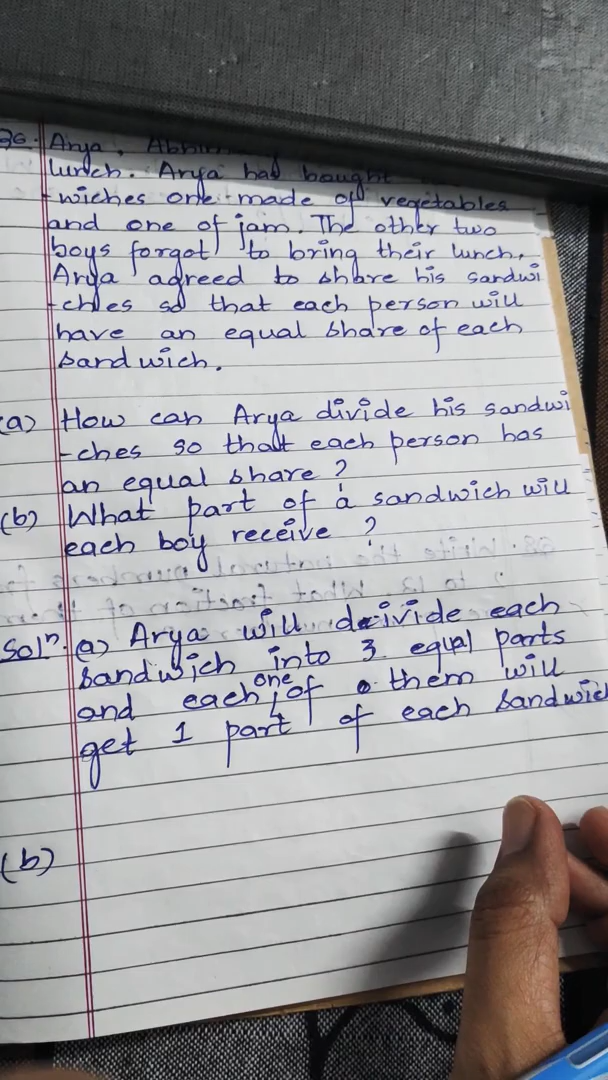 36. Arya,
lunch. Arya had bought
-wiches one made of vegetables
and one of jam. The other two
boys forgot to bring their lunch.
Arya agreed to share his sandwi
-ches so that each person will
have an equal share of each
sandwich.
(a) How can Arya divide his sandwi
-ches so that each person has
an equal share?
(b) What part of a sandwich will
each boy receive?
Solⁿ. (a) Arya will divide each
sandwich into 3 equal parts
and each one of them will
get 1 part of each sandwich
(b)